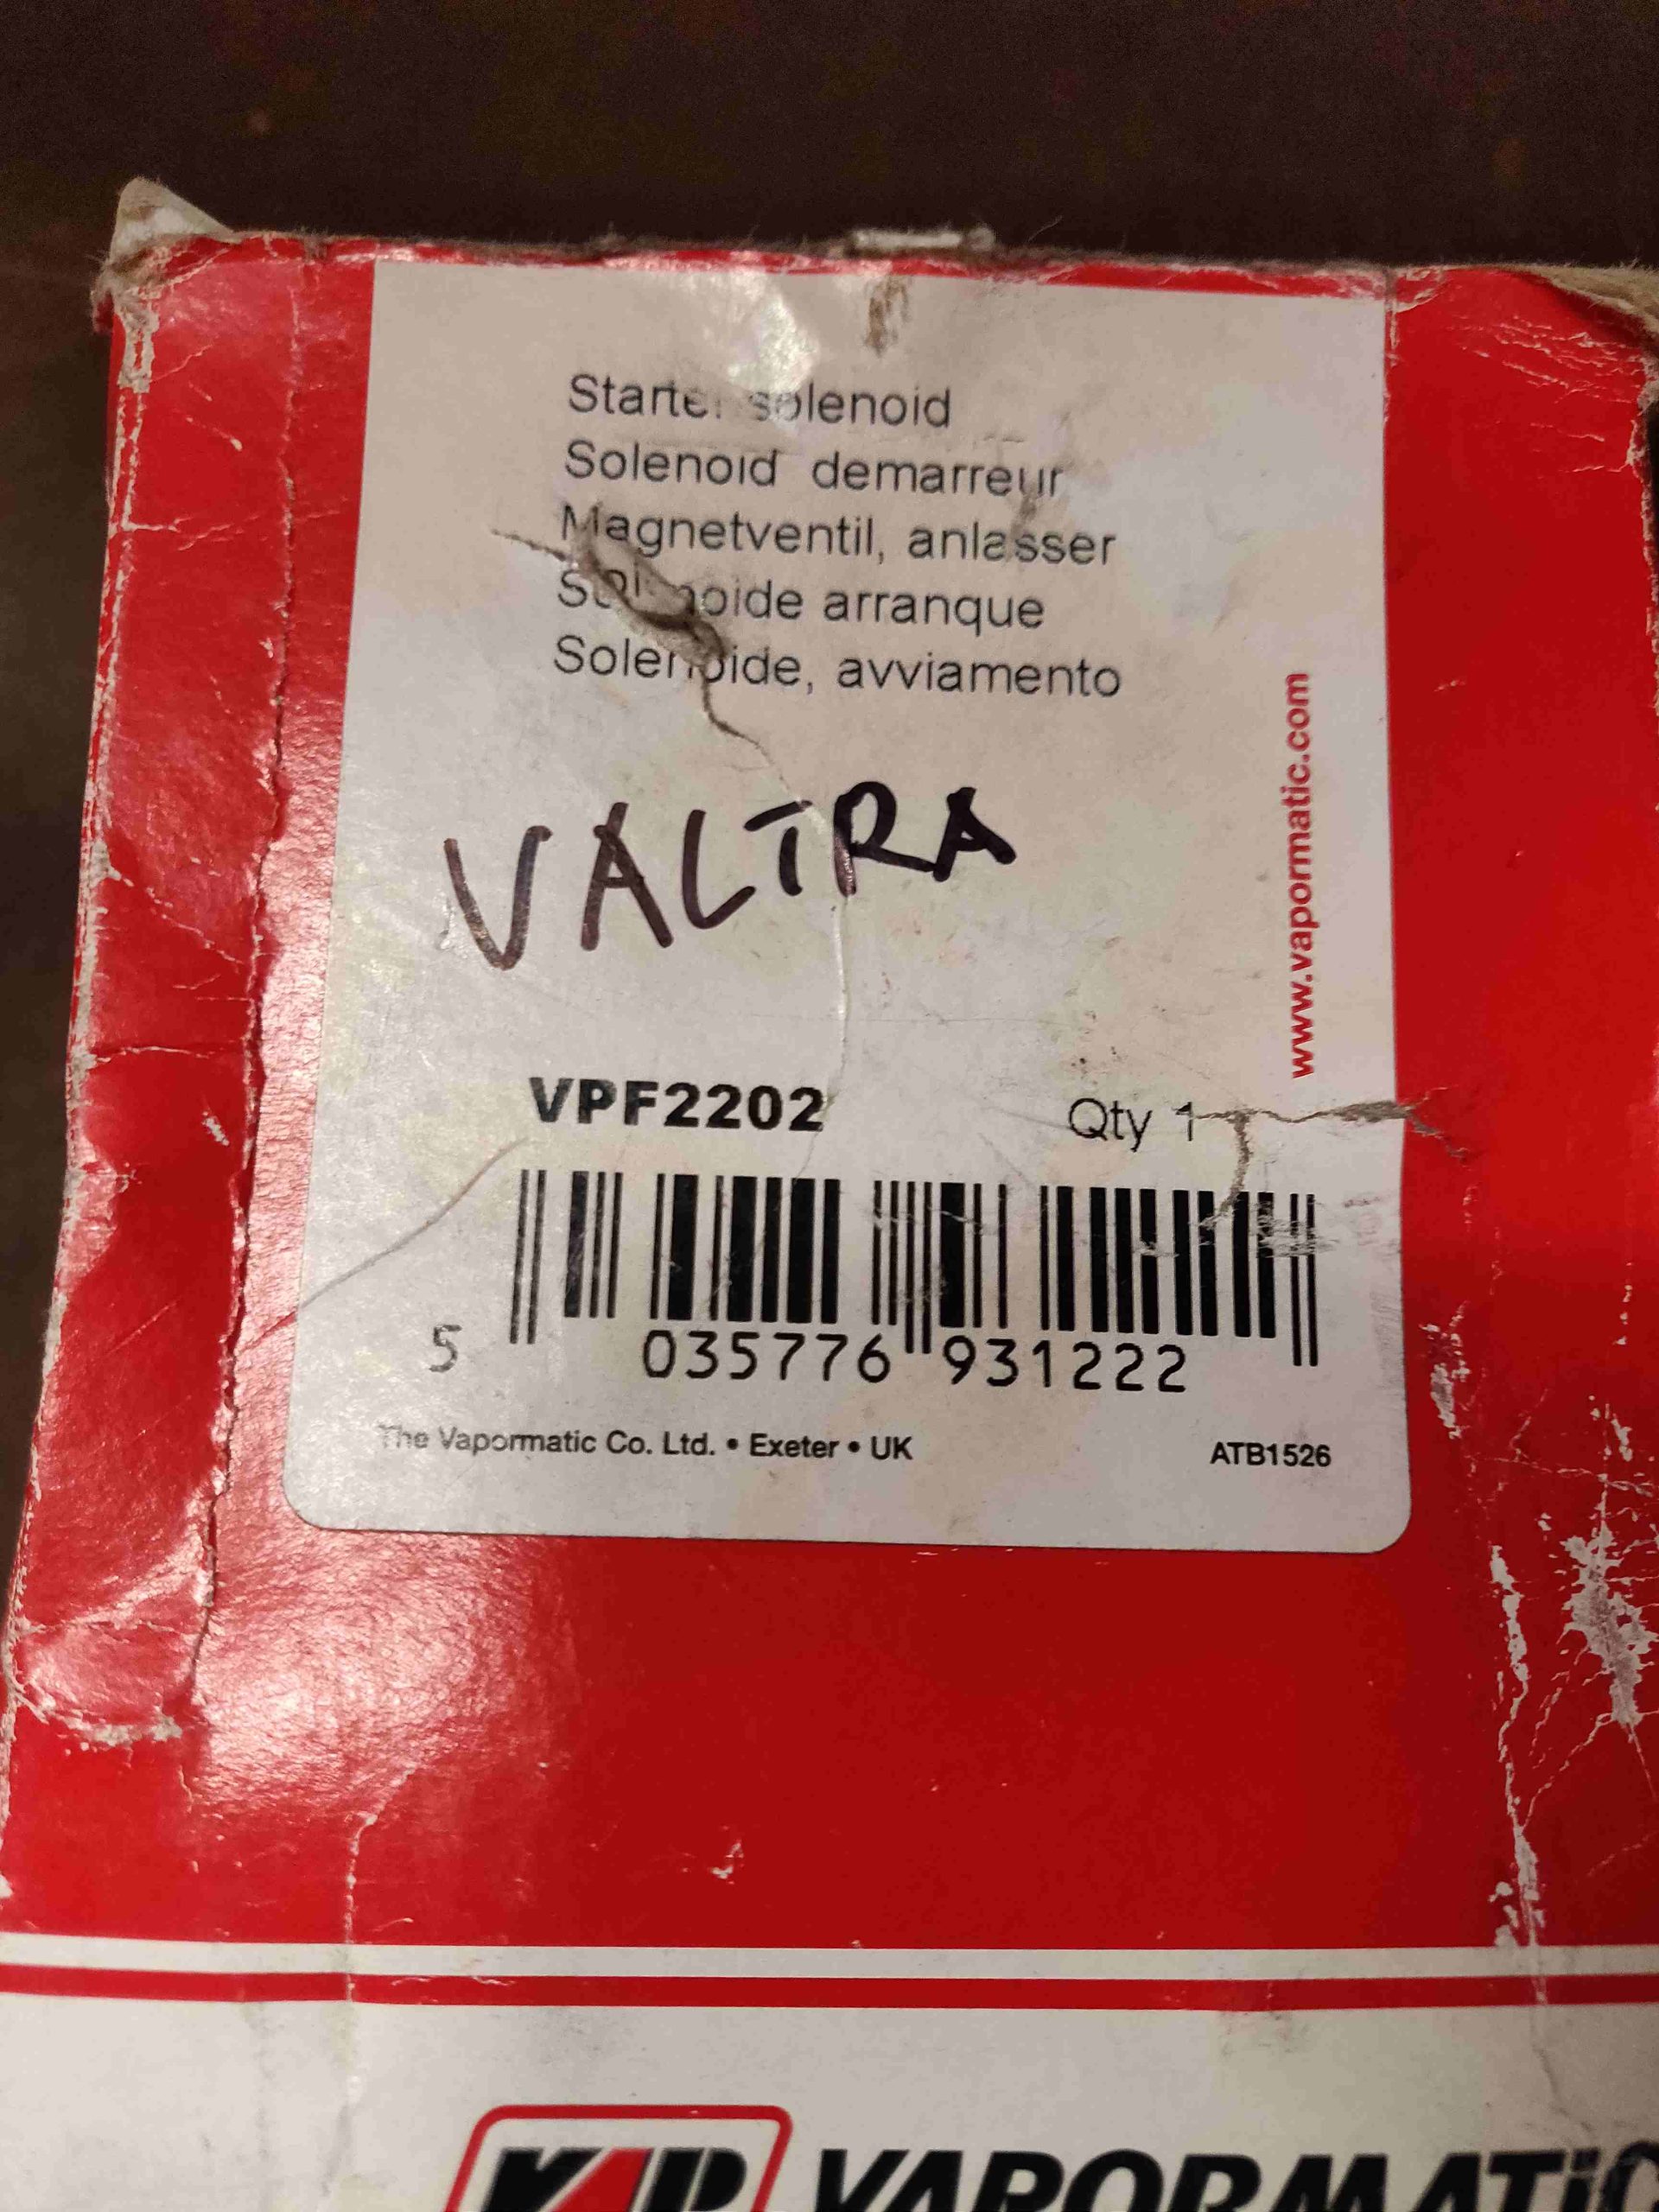 Starter solenoid
Solenoid demarreur
Magnetventil, anlasser
Solenoide arranque
Solenoide, avviamento
www.vapormatic.com
VALTRA
VPF2202 Qty 1
5 035776 931222
The Vapormatic Co. Ltd. • Exeter • UK ATB1526
VAPORMATIC